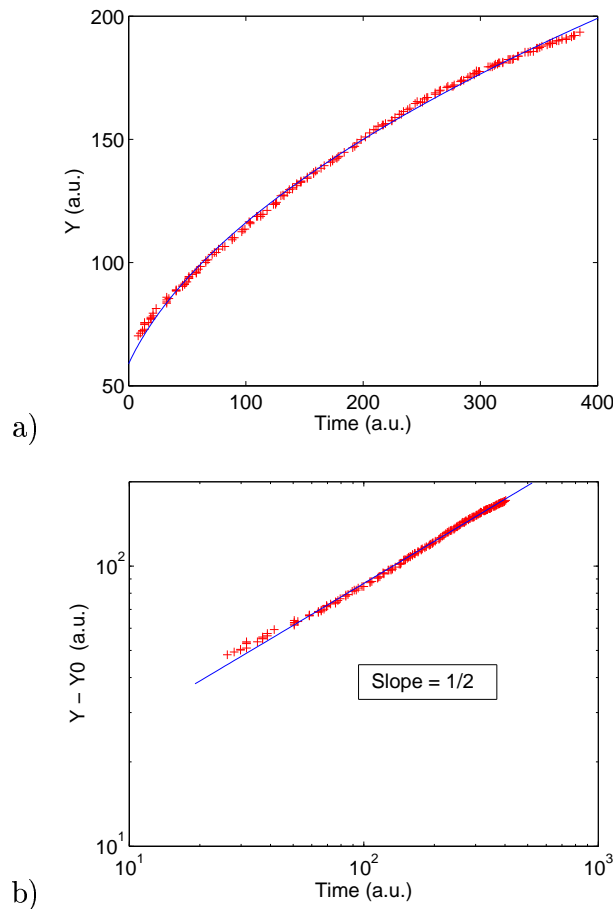 200
150
100
50
Y (a.u.)
0 100 200 300 400
Time (a.u.)
a)
10^2
10^1
Y − Y0 (a.u.)
Slope = 1/2
10^1 10^2 10^3
Time (a.u.)
b)